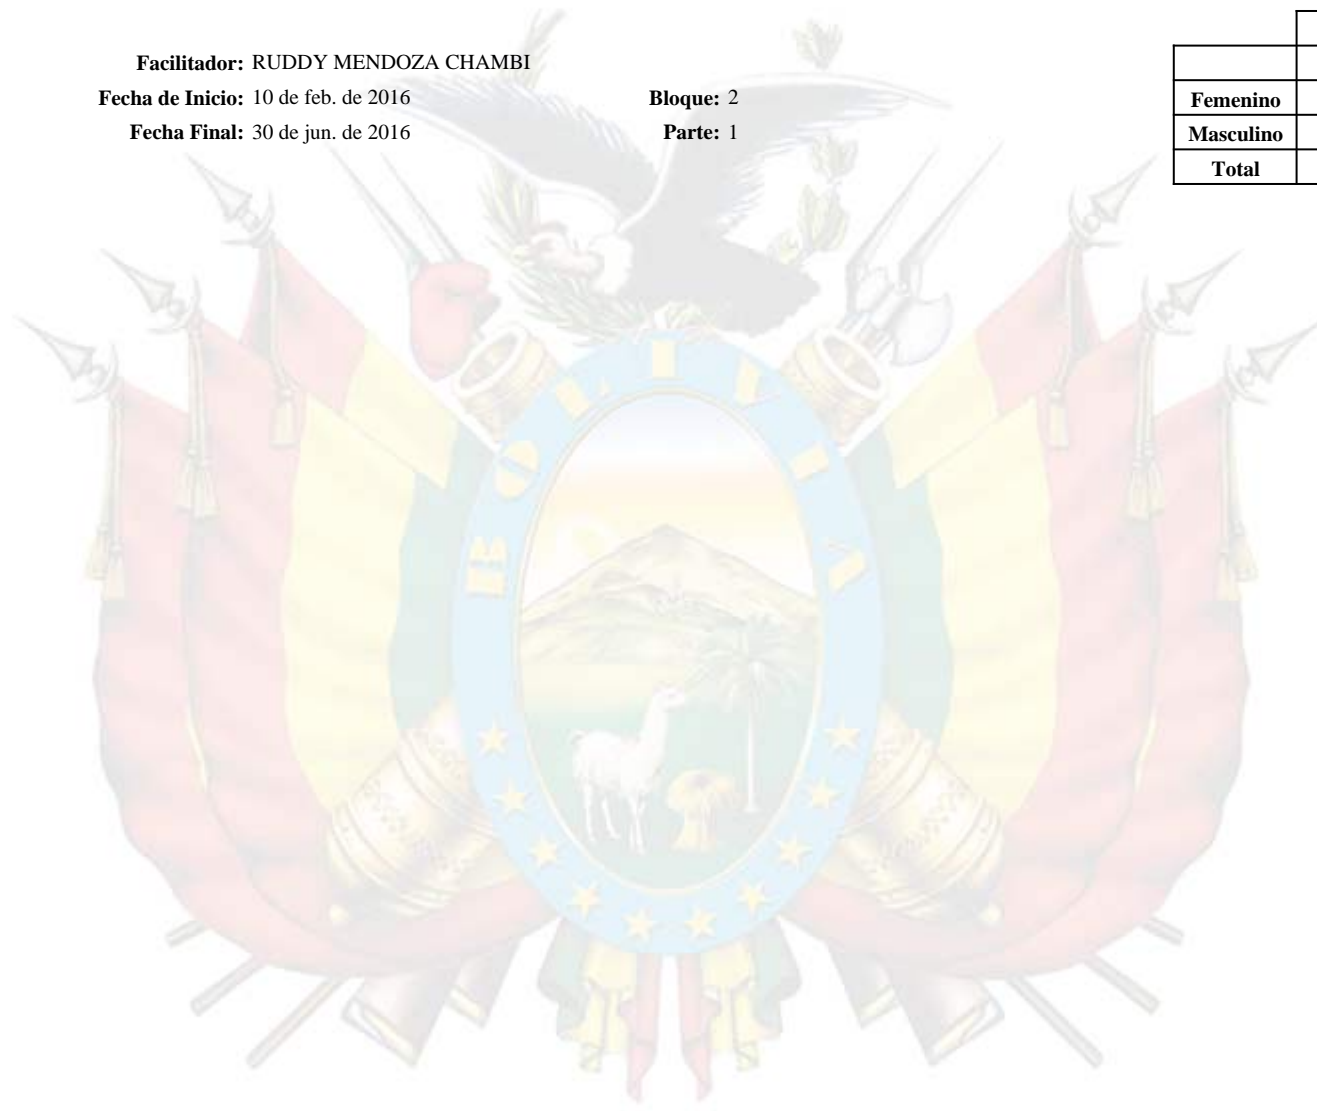 Facilitador: RUDDY MENDOZA CHAMBI
Fecha de Inicio: 10 de feb. de 2016 Bloque: 2
Fecha Final: 30 de jun. de 2016 Parte: 1
Femenino
Masculino
Total
BOLIVIA